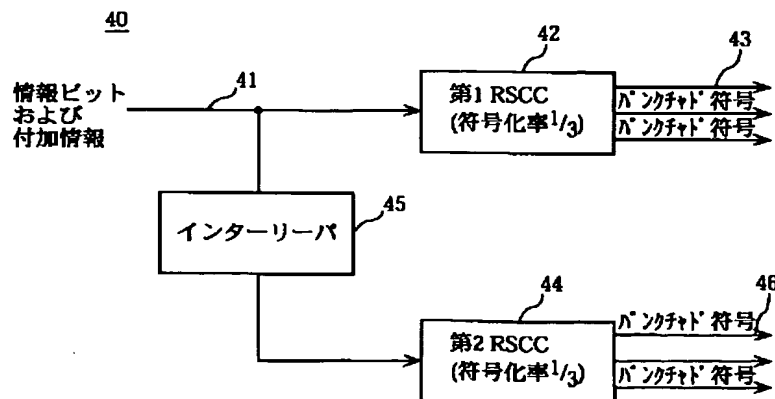 40
42
43
41
情報ビット
および
付加情報
第1 RSCC
(符号化率1/3)
パンクチャド符号
パンクチャド符号
インターリーバ
45
44
46
第2 RSCC
(符号化率1/3)
パンクチャド符号
パンクチャド符号